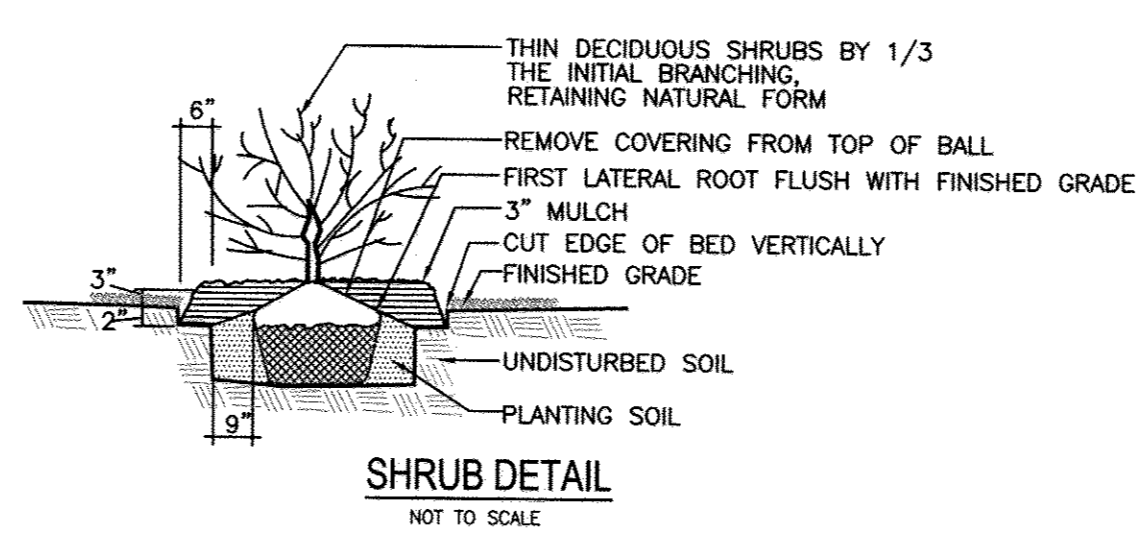 THIN DECIDUOUS SHRUBS BY 1/3
THE INITIAL BRANCHING,
RETAINING NATURAL FORM
6"
REMOVE COVERING FROM TOP OF BALL
FIRST LATERAL ROOT FLUSH WITH FINISHED GRADE
3" MULCH
CUT EDGE OF BED VERTICALLY
3"
FINISHED GRADE
2"
UNDISTURBED SOIL
PLANTING SOIL
9"
SHRUB DETAIL
NOT TO SCALE